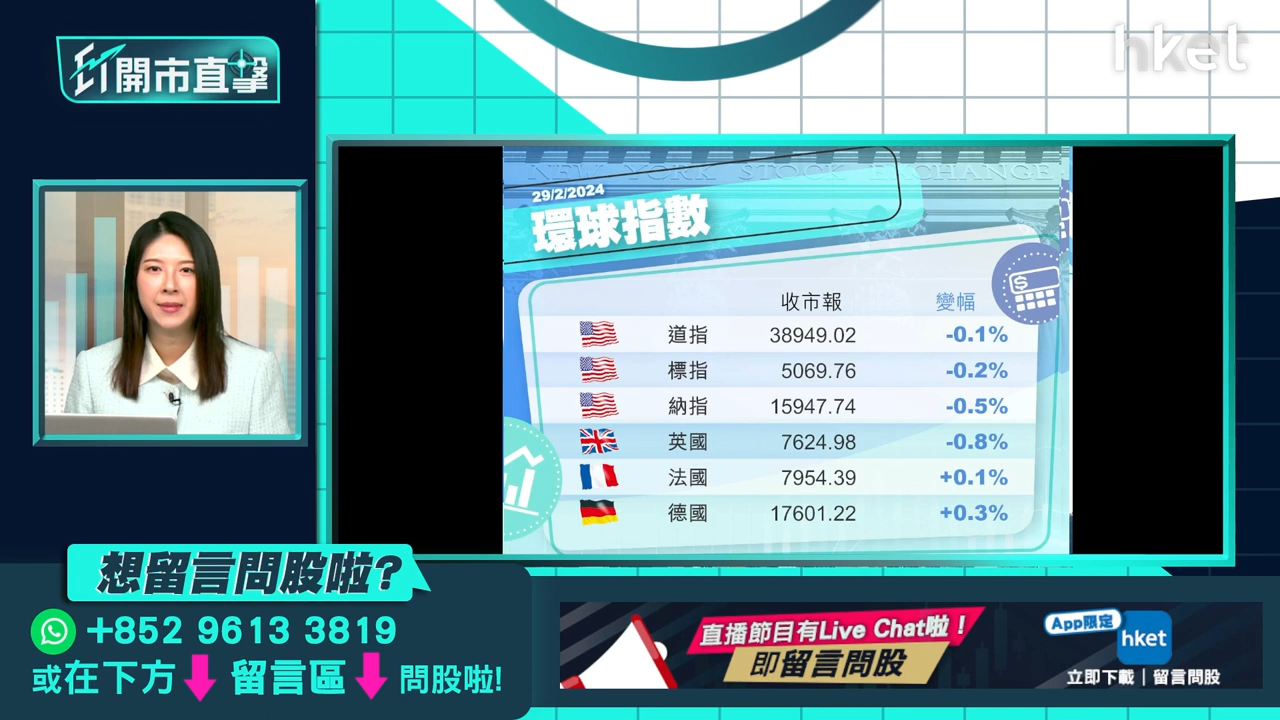 開市直擊
hket
NEW YORK STOCK EXCHANGE
29/2/2024
環球指數
收市報 變幅
道指 38949.02 -0.1%
標指 5069.76 -0.2%
納指 15947.74 -0.5%
英國 7624.98 -0.8%
法國 7954.39 +0.1%
德國 17601.22 +0.3%
想留言問股啦?
+852 9613 3819
或在下方 留言區 問股啦!
直播節目有Live Chat啦！
即留言問股
App限定
hket
立即下載｜留言問股